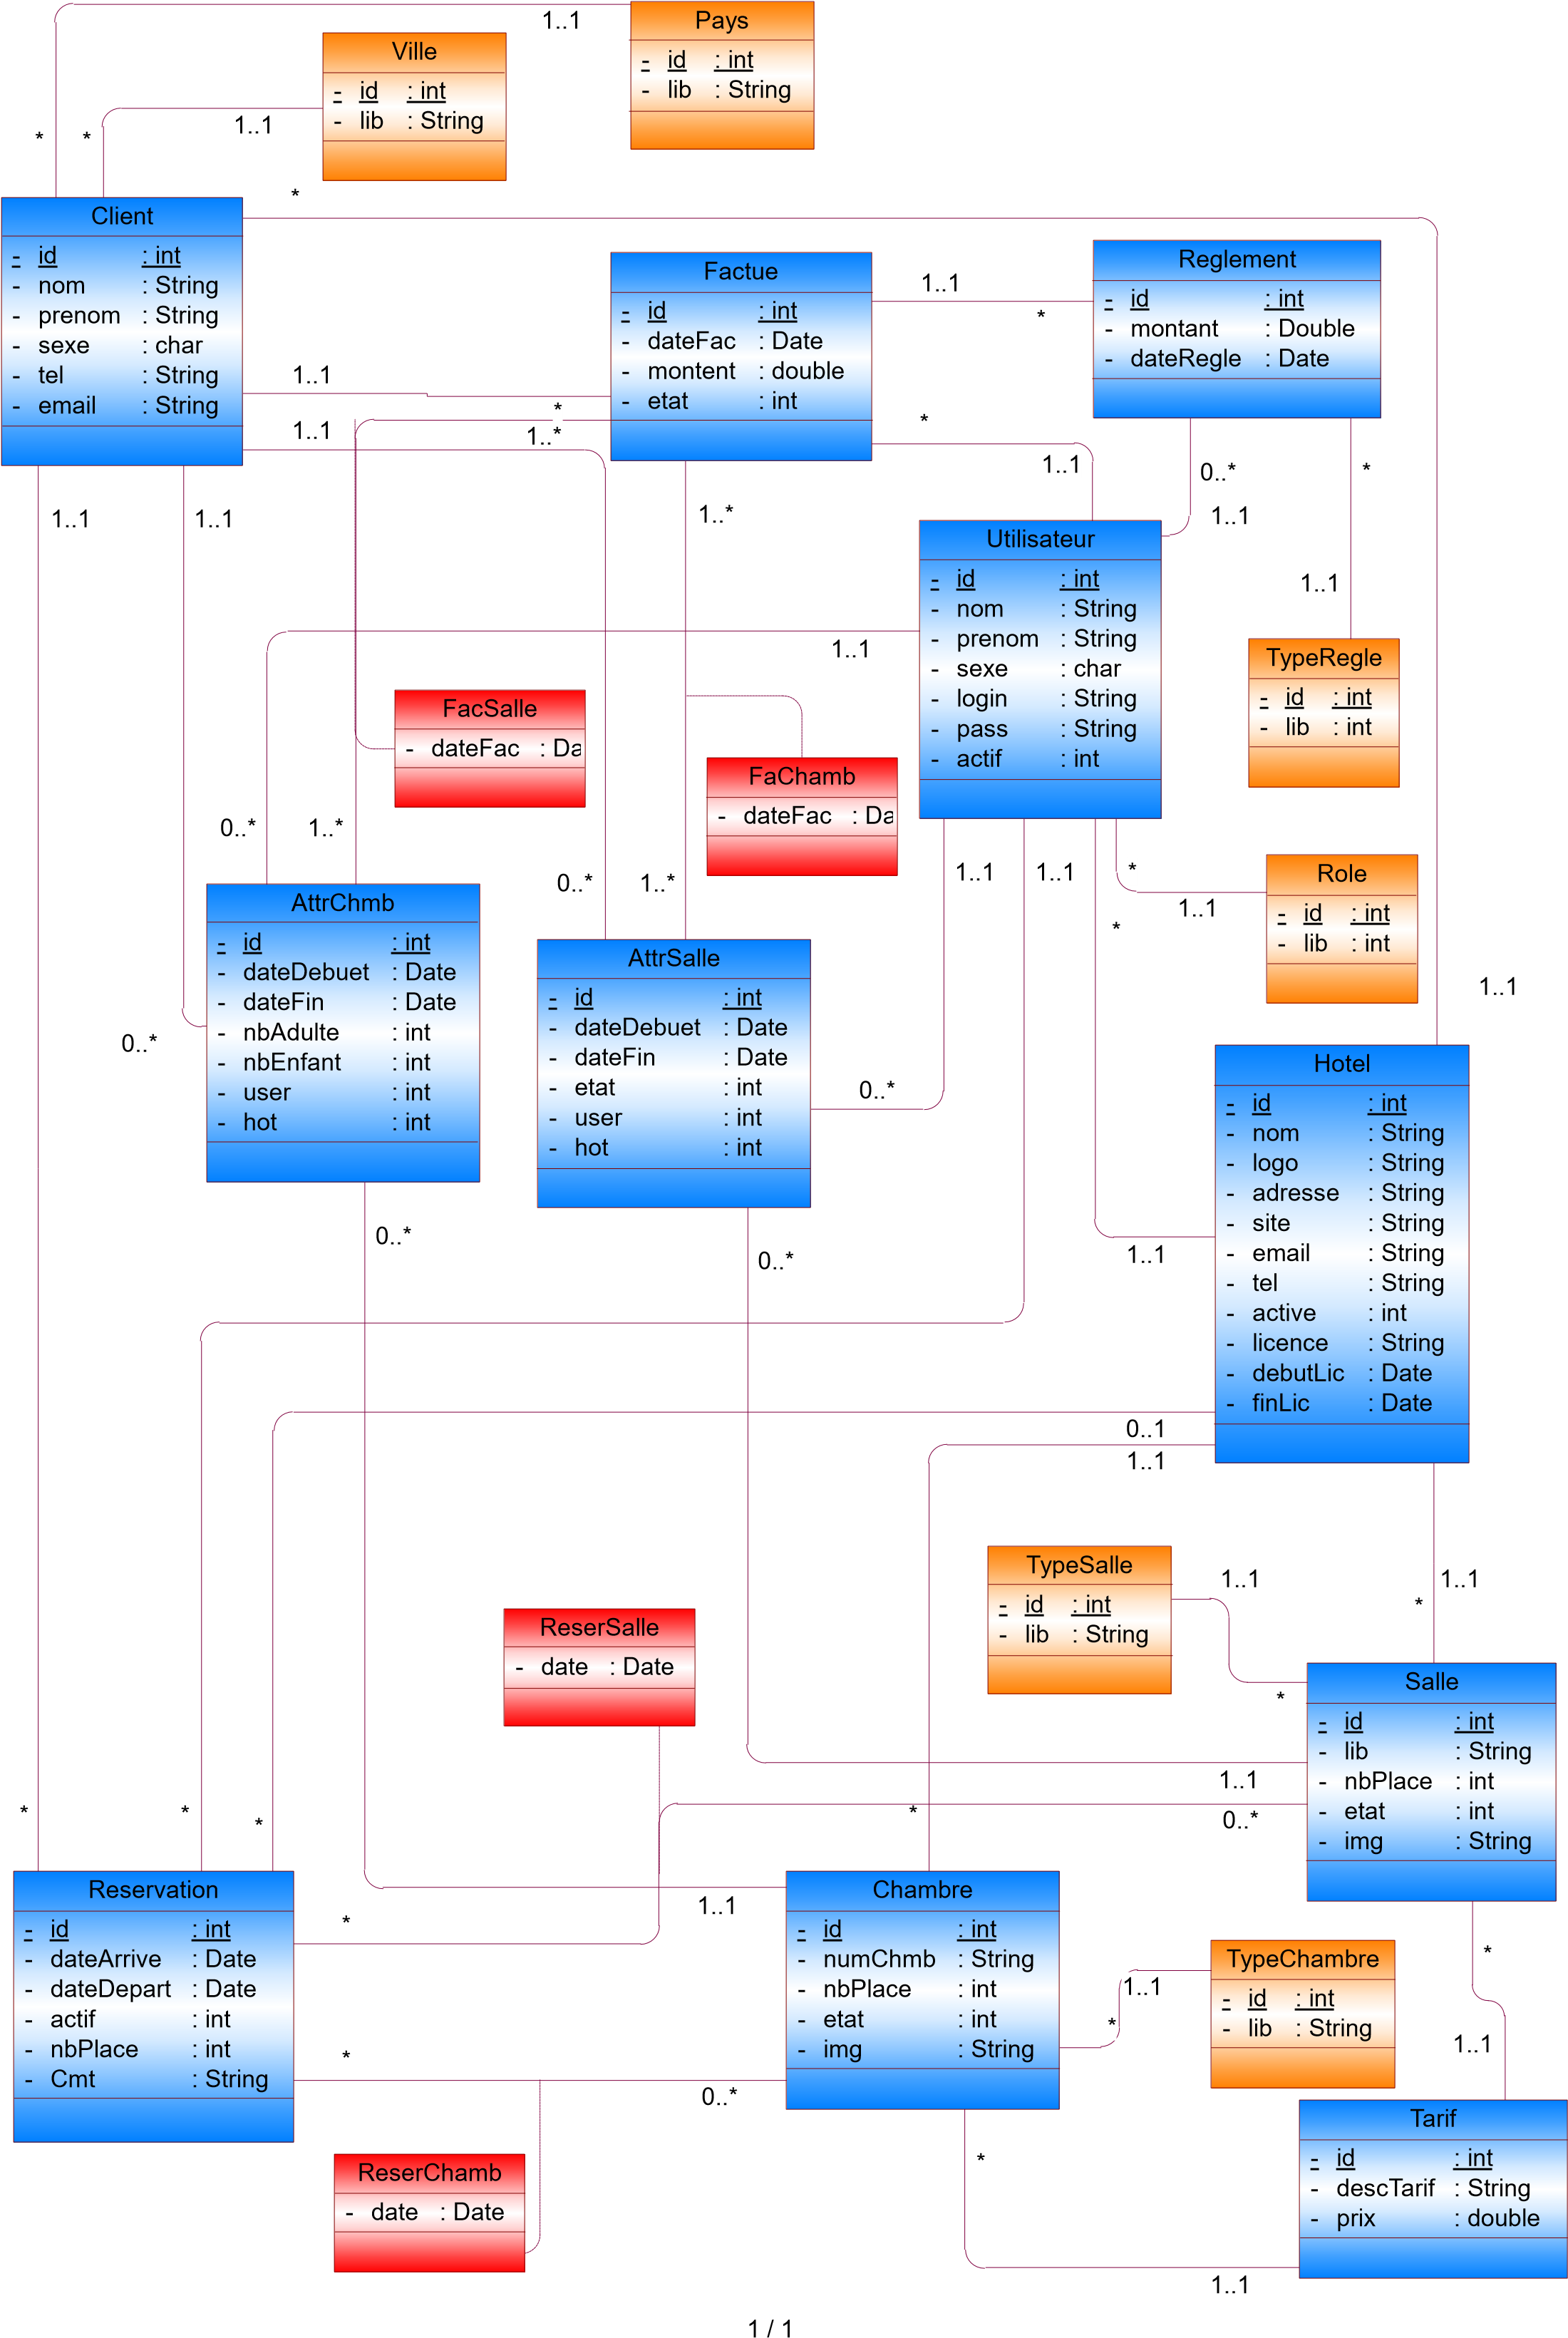 1..1
Pays
- id : int
- lib : String
Ville
- id : int
- lib : String
1..1
*
*
*
Client
- id : int
- nom : String
- prenom : String
- sexe : char
- tel : String
- email : String
Factue
- id : int
- dateFac : Date
- montent : double
- etat : int
1..1
*
Reglement
- id : int
- montant : Double
- dateRegle : Date
1..1
*
1..1
1..*
*
1..1
0..*
*
1..1
1..1
1..*
1..1
1..1
Utilisateur
- id : int
- nom : String
- prenom : String
- sexe : char
- login : String
- pass : String
- actif : int
1..1
TypeRegle
- id : int
- lib : int
FacSalle
- dateFac : Da
FaChamb
- dateFac : Da
0..*
1..*
0..*
1..*
1..1
1..1
*
*
1..1
Role
- id : int
- lib : int
1..1
AttrChmb
- id : int
- dateDebuet : Date
- dateFin : Date
- nbAdulte : int
- nbEnfant : int
- user : int
- hot : int
0..*
AttrSalle
- id : int
- dateDebuet : Date
- dateFin : Date
- etat : int
- user : int
- hot : int
0..*
Hotel
- id : int
- nom : String
- logo : String
- adresse : String
- site : String
- email : String
- tel : String
- active : int
- licence : String
- debutLic : Date
- finLic : Date
0..*
0..*
1..1
0..1
1..1
TypeSalle
- id : int
- lib : String
1..1
1..1
*
*
ReserSalle
- date : Date
Salle
- id : int
- lib : String
- nbPlace : int
- etat : int
- img : String
1..1
0..*
*
*
*
*
Reservation
- id : int
- dateArrive : Date
- dateDepart : Date
- actif : int
- nbPlace : int
- Cmt : String
*
*
1..1
0..*
Chambre
- id : int
- numChmb : String
- nbPlace : int
- etat : int
- img : String
1..1
*
TypeChambre
- id : int
- lib : String
*
1..1
ReserChamb
- date : Date
*
Tarif
- id : int
- descTarif : String
- prix : double
1..1
1 / 1